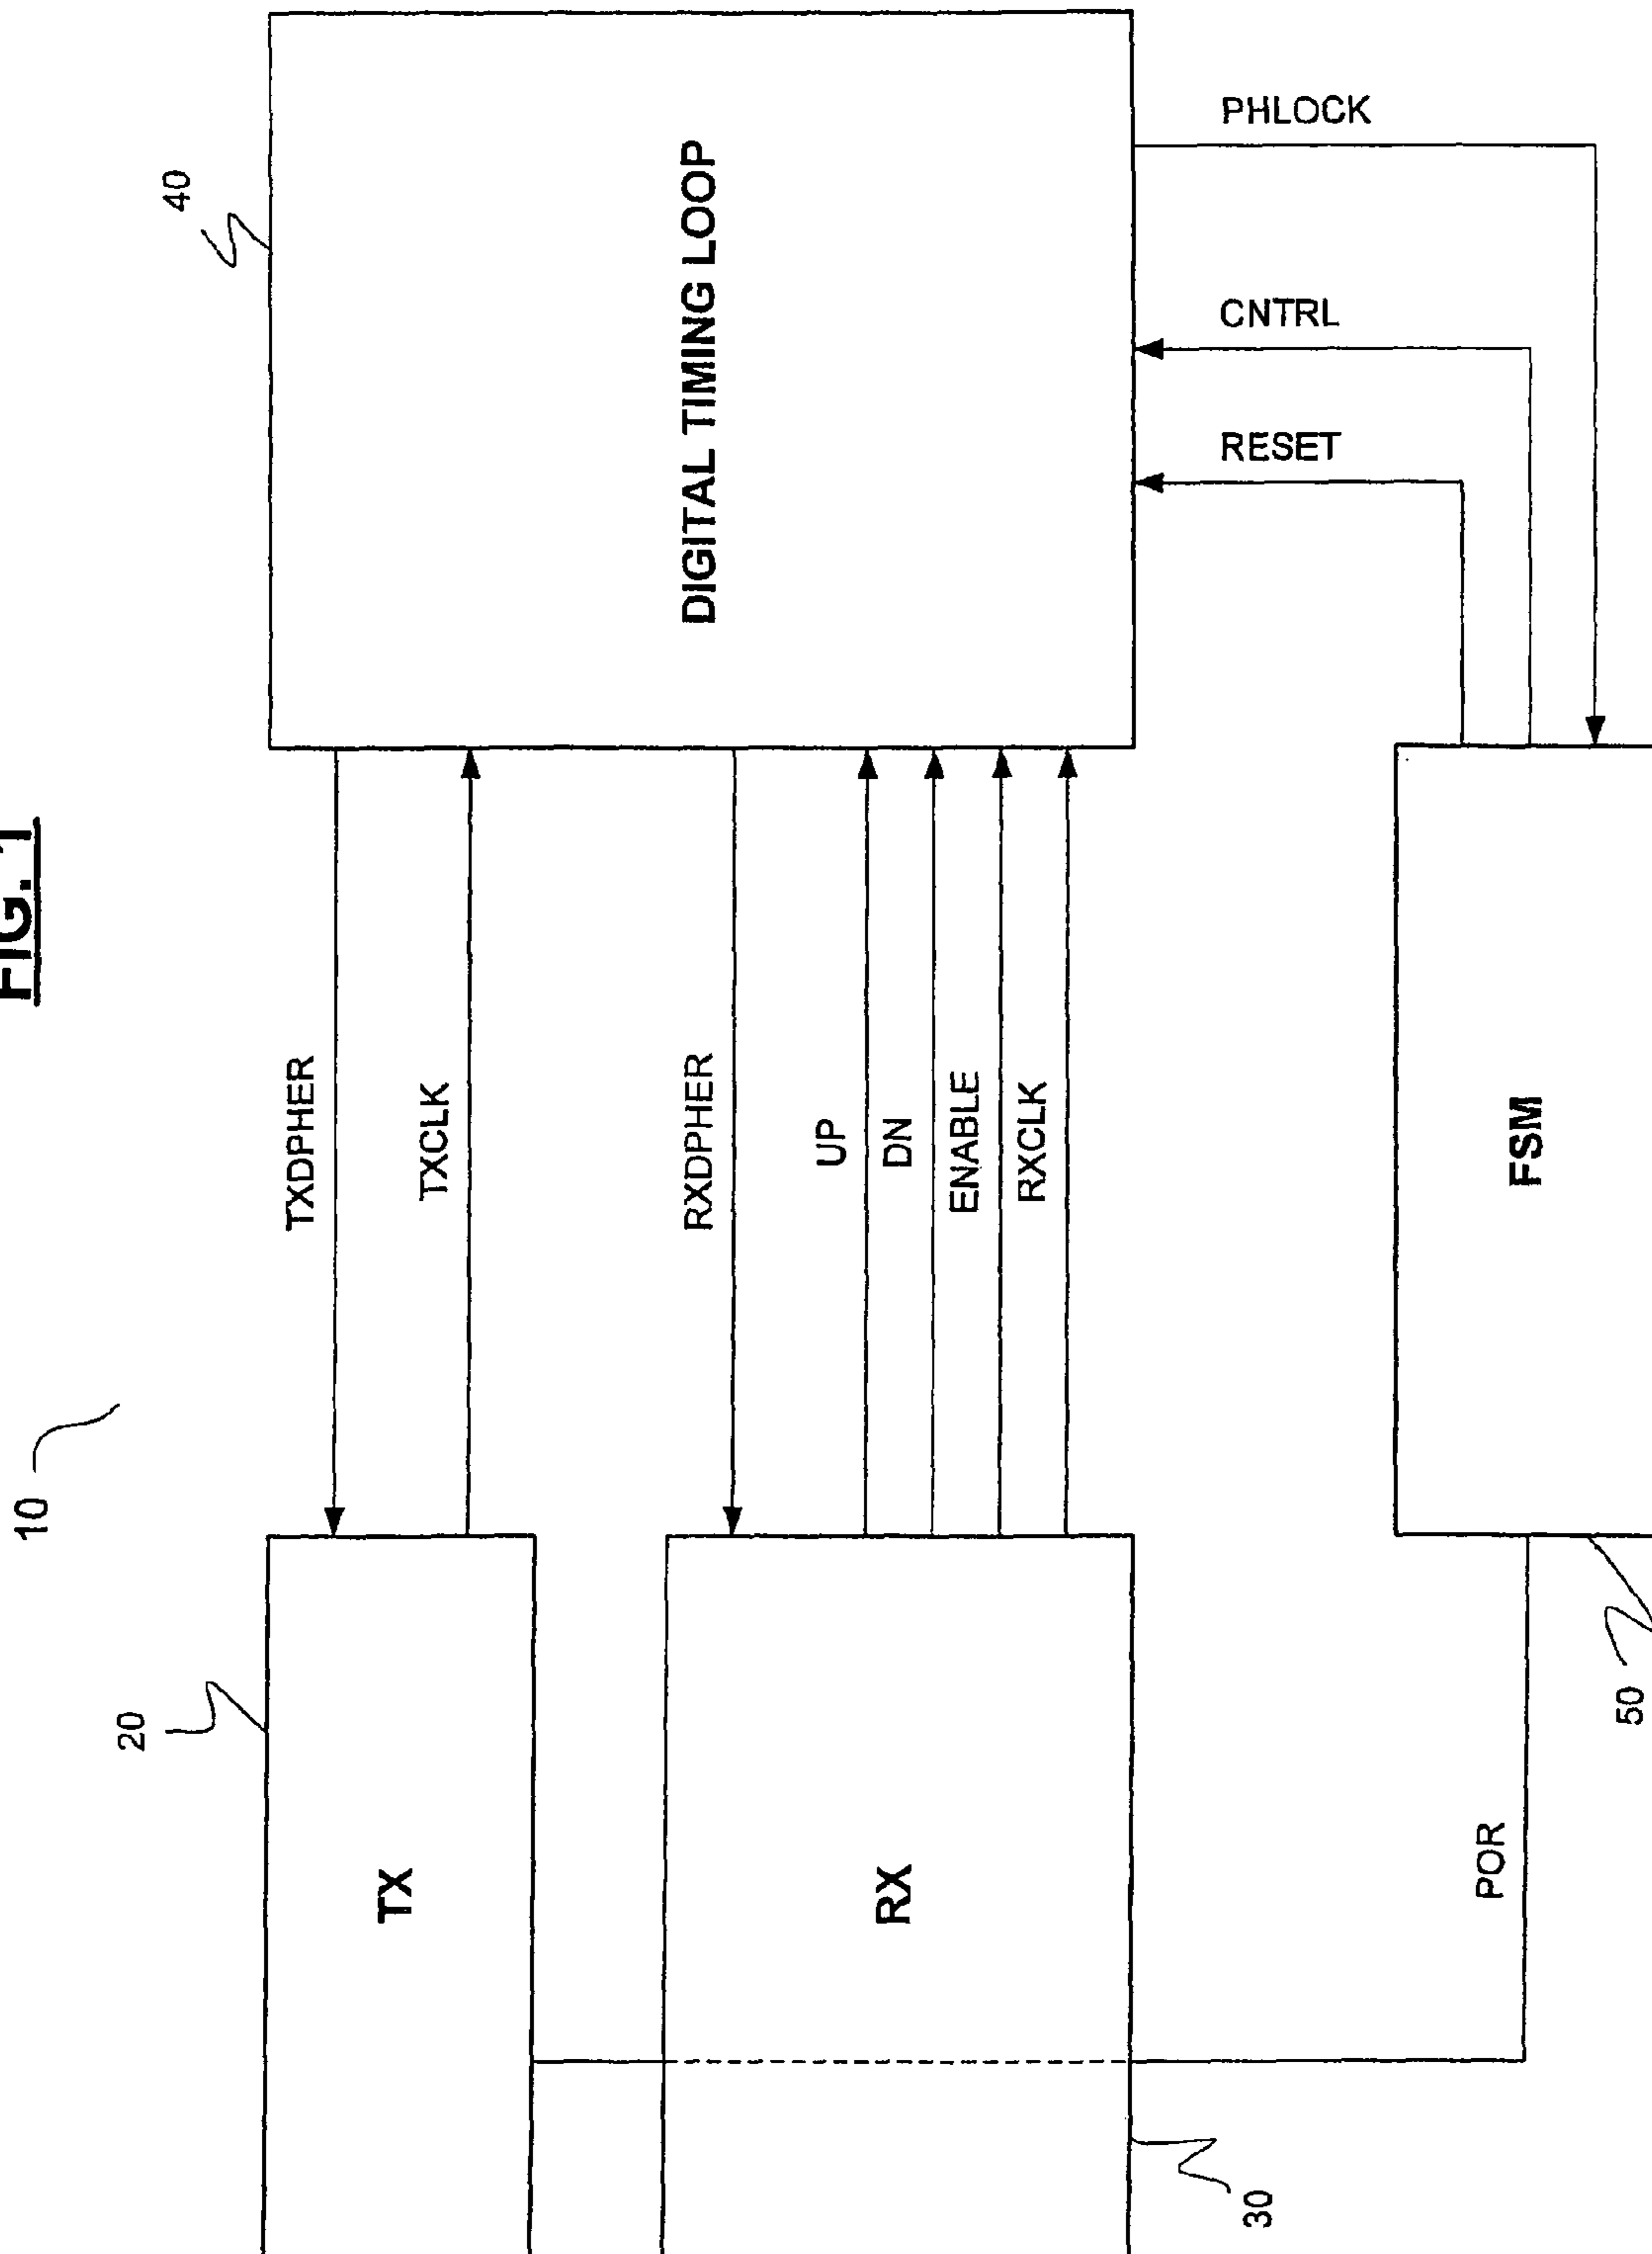 FIG. 1
10
20
TX
30
RX
TXDPHER
TXCLK
RXDPHER
UP
DN
ENABLE
RXCLK
40
DIGITAL TIMING LOOP
POR
50
FSM
RESET
CNTRL
PHLOCK